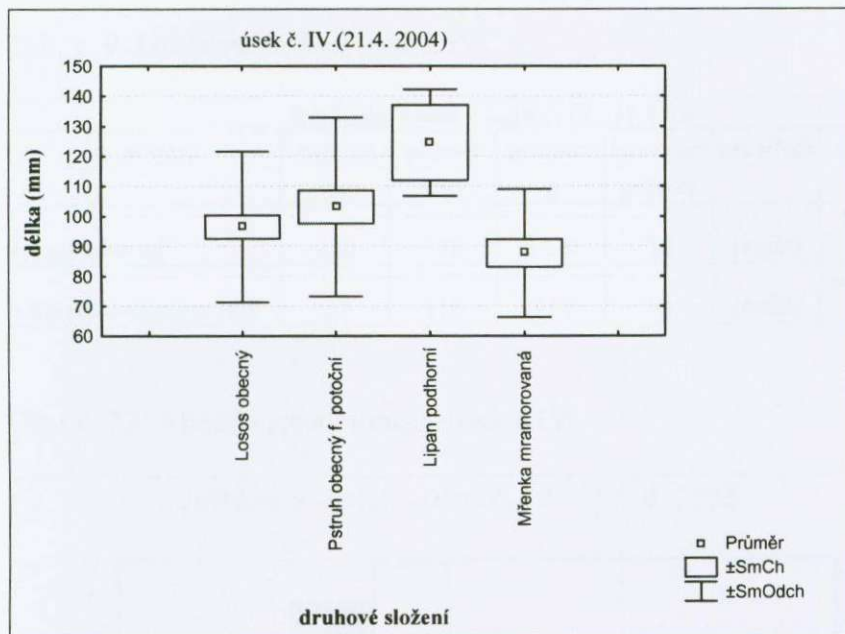 úsek č. IV.(21.4. 2004)
150
140
130
120
110
100
90
80
70
60
délka (mm)
Losos obecný
Pstruh obecný f. potoční
Lipan podhorní
Mřenka mramorovaná
Průměr
±SmCh
±SmOdch
druhové složení